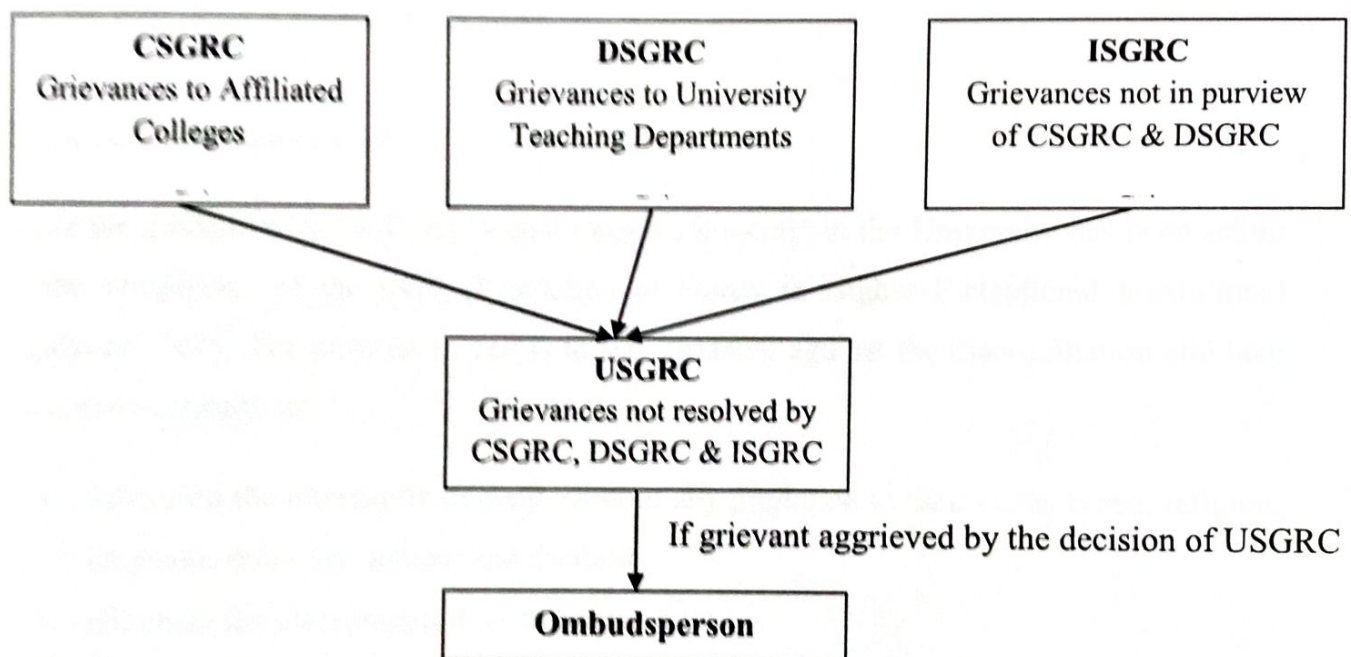 CSGRC
Grievances to Affiliated
Colleges
DSGRC
Grievances to University
Teaching Departments
ISGRC
Grievances not in purview
of CSGRC & DSGRC
USGRC
Grievances not resolved by
CSGRC, DSGRC & ISGRC
If grievant aggrieved by the decision of USGRC
Ombudsperson